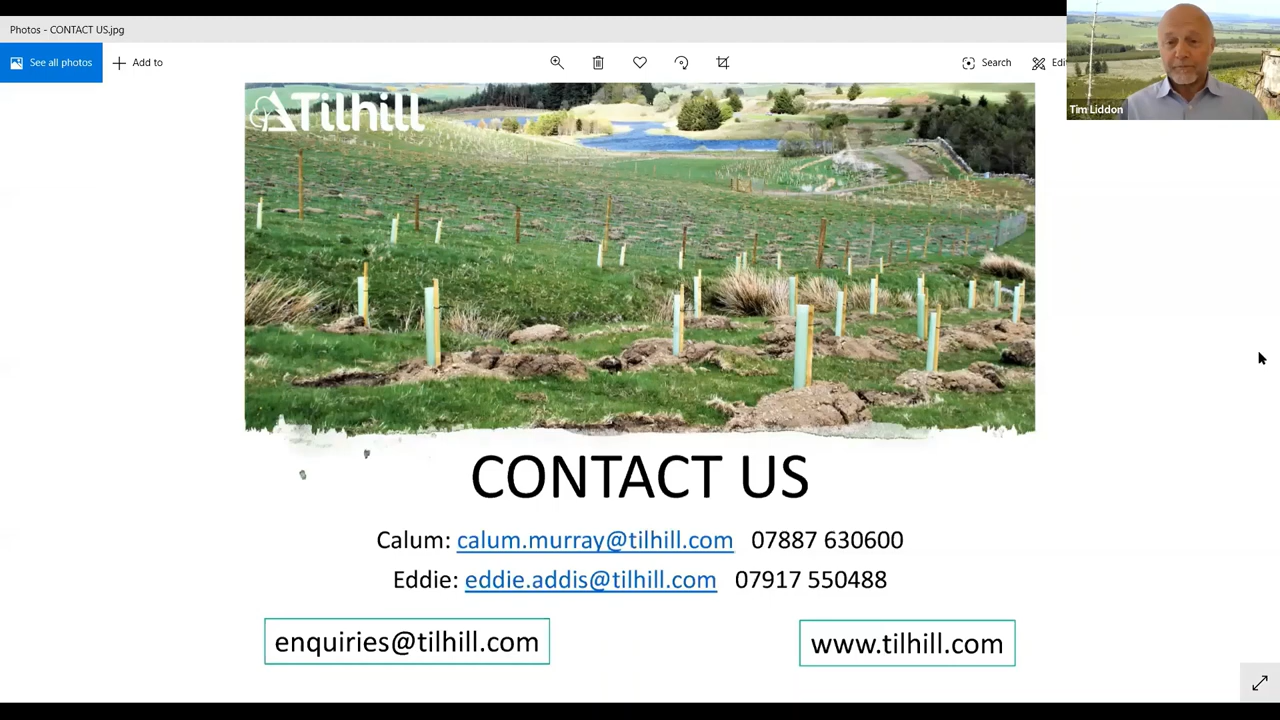 Photos - CONTACT US.jpg
See all photos
Add to
Search
Edi
Tim Liddon
Tilhill
CONTACT US
Calum: calum.murray@tilhill.com 07887 630600
Eddie: eddie.addis@tilhill.com 07917 550488
enquiries@tilhill.com
www.tilhill.com